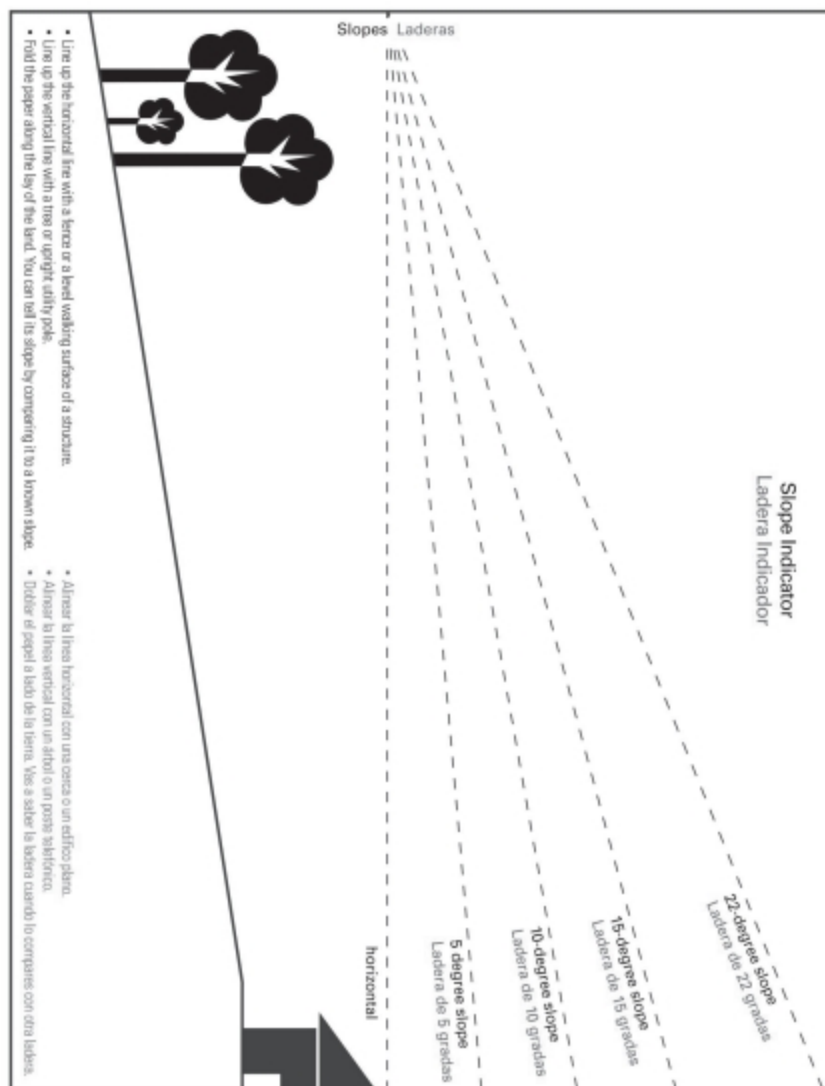 Slopes Laderas
Slope Indicator
Ladera Indicador
22-degree slope
Ladera de 22 gradas
15-degree slope
Ladera de 15 gradas
10-degree slope
Ladera de 10 gradas
5 degree slope
Ladera de 5 gradas
horizontal
• Line up the horizontal line with a fence or a level walking surface of a structure.
• Line up the vertical line with a tree or upright utility pole.
• Fold the paper along the lay of the land. You can tell its slope by comparing it to a known slope.
• Alinear la línea horizontal con una cerca o un edifico plano.
• Alinear la línea vertical con un árbol o un poste telefónico.
• Doblar el papel a lado de la tierra. Vas a saber la ladera cuando lo compares con otra ladera.